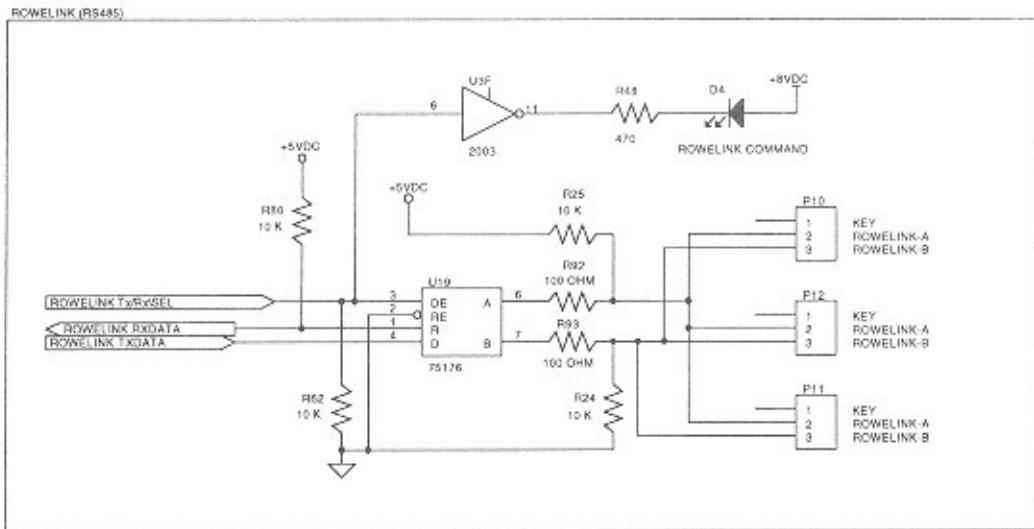 ROWELINK (RS485)
U3F
6
11
2003
R48
470
D4
+8VDC
ROWELINK COMMAND
+5VDC
R80
10 K
+5VDC
R25
10 K
R92
100 OHM
U19
ROWELINK Tx/Rx\SEL
ROWELINK RXDATA
ROWELINK TXDATA
3
2
1
4
DE
RE
R
D
A
B
6
7
75176
R93
100 OHM
R62
10 K
R24
10 K
P10
1 KEY
2 ROWELINK-A
3 ROWELINK-B
P12
1 KEY
2 ROWELINK-A
3 ROWELINK-B
P11
1 KEY
2 ROWELINK-A
3 ROWELINK-B